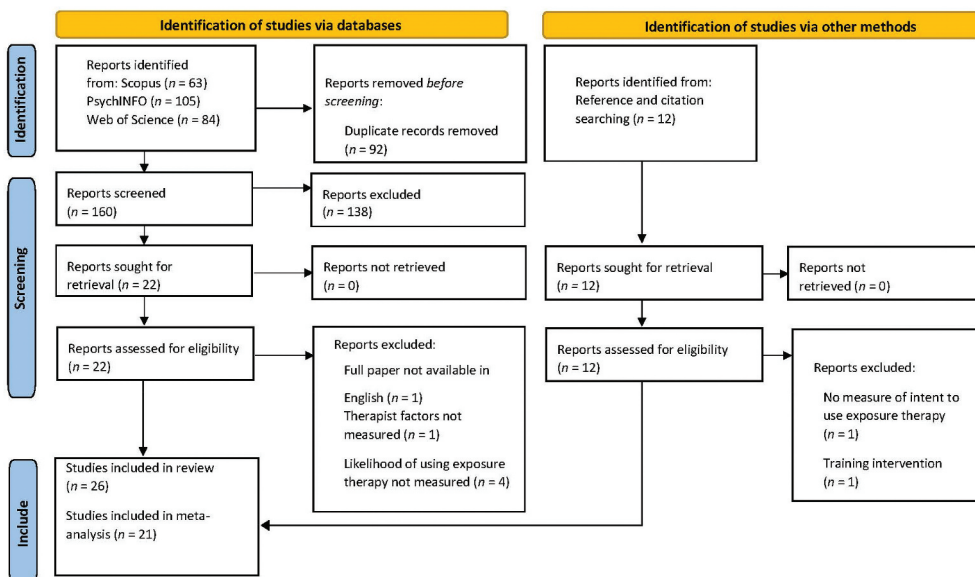 Identification of studies via databases
Identification of studies via other methods
Identification
Reports identified
from: Scopus (n = 63)
PsychINFO (n = 105)
Web of Science (n = 84)
Reports removed before
screening:
Duplicate records removed
(n = 92)
Reports identified from:
Reference and citation
searching (n = 12)
Screening
Reports screened
(n = 160)
Reports excluded
(n = 138)
Reports sought for
retrieval (n = 22)
Reports not retrieved
(n = 0)
Reports sought for retrieval
(n = 12)
Reports not
retrieved (n = 0)
Reports assessed for eligibility
(n = 22)
Reports excluded:
Full paper not available in
English (n = 1)
Therapist factors not
measured (n = 1)
Likelihood of using exposure
therapy not measured (n = 4)
Reports assessed for eligibility
(n = 12)
Reports excluded:
No measure of intent to
use exposure therapy
(n = 1)
Training intervention
(n = 1)
Include
Studies included in review
(n = 26)
Studies included in meta-
analysis (n = 21)